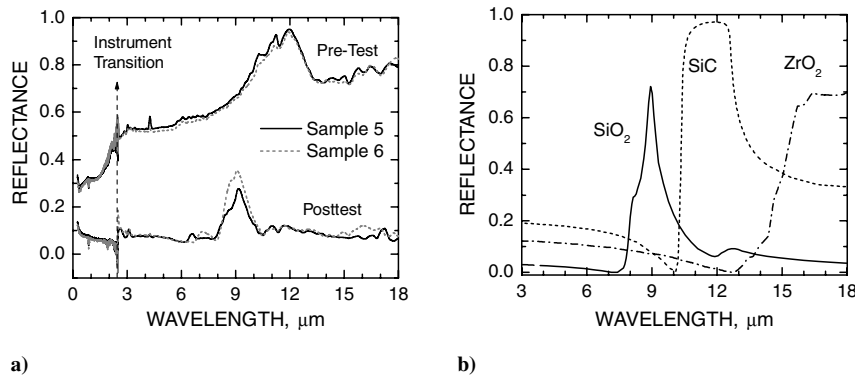 1.0
0.8
0.6
0.4
0.2
0.0
REFLECTANCE
Instrument
Transition
Pre-Test
Sample 5
Sample 6
Posttest
0 3 6 9 12 15 18
WAVELENGTH, μm
a)
1.0
0.8
0.6
0.4
0.2
0.0
REFLECTANCE
SiO₂
SiC
ZrO₂
3 6 9 12 15 18
WAVELENGTH, μm
b)